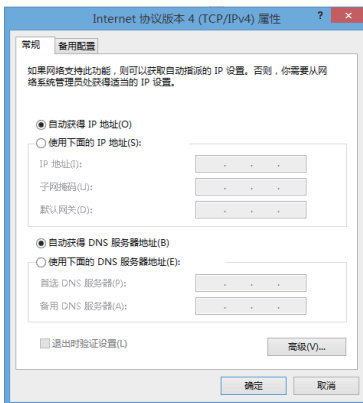 Internet 协议版本 4 (TCP/IPv4) 属性
常规
备用配置
如果网络支持此功能，则可以获取自动指派的 IP 设置。否则，你需要从网
络系统管理员处获得适当的 IP 设置。
自动获得 IP 地址(O)
使用下面的 IP 地址(S):
IP 地址(I):
子网掩码(U):
默认网关(D):
自动获得 DNS 服务器地址(B)
使用下面的 DNS 服务器地址(E):
首选 DNS 服务器(P):
备用 DNS 服务器(A):
退出时验证设置(L)
高级(V)...
确定
取消